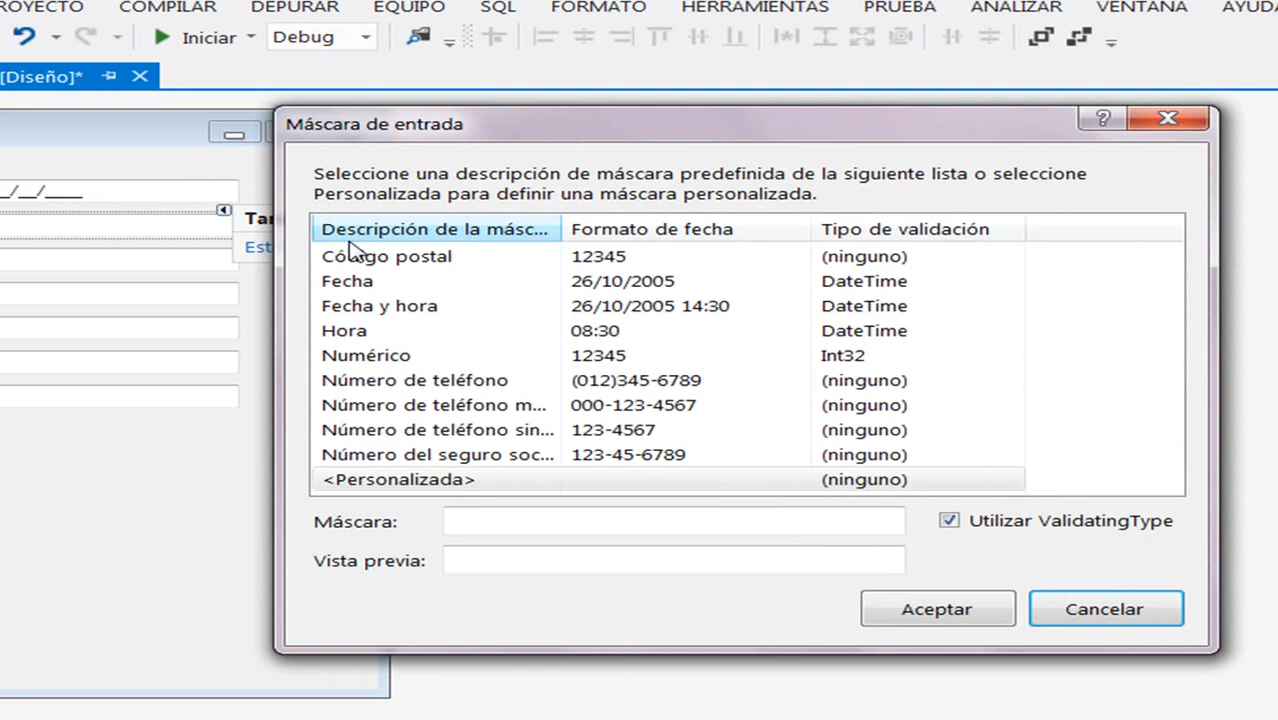 ROYECTO COMPILAR DEPURAR EQUIPO SQL FORMATO HERRAMIENTAS PRUEBA ANALIZAR VENTANA AYUDA
Iniciar Debug
[Diseño]*
Máscara de entrada
Seleccione una descripción de máscara predefinida de la siguiente lista o seleccione
Personalizada para definir una máscara personalizada.
__/__/____
Tar
Est
Descripción de la másc... Formato de fecha Tipo de validación
Código postal 12345 (ninguno)
Fecha 26/10/2005 DateTime
Fecha y hora 26/10/2005 14:30 DateTime
Hora 08:30 DateTime
Numérico 12345 Int32
Número de teléfono (012)345-6789 (ninguno)
Número de teléfono m... 000-123-4567 (ninguno)
Número de teléfono sin... 123-4567 (ninguno)
Número del seguro soc... 123-45-6789 (ninguno)
<Personalizada> (ninguno)
Máscara: Utilizar ValidatingType
Vista previa:
Aceptar Cancelar